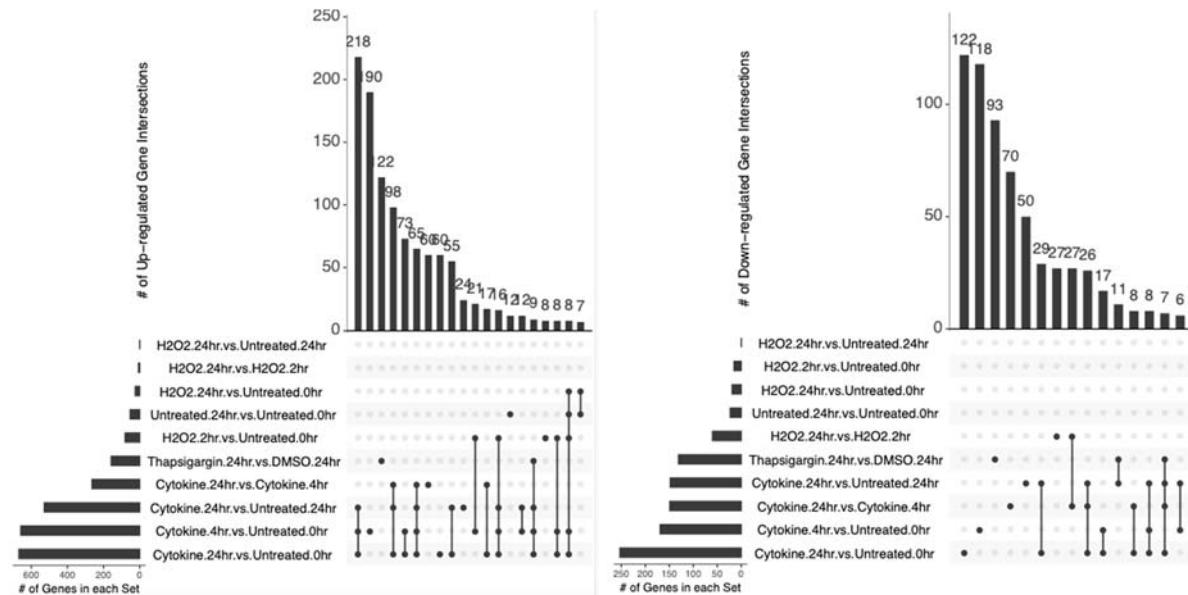 # of Up−regulated Gene Intersections
250
200
150
100
50
0
218
190
122
98
73
65
60
60
55
24
21
17
16
12
12
9
8
8
8
7
H2O2.24hr.vs.Untreated.24hr
H2O2.24hr.vs.H2O2.2hr
H2O2.24hr.vs.Untreated.0hr
Untreated.24hr.vs.Untreated.0hr
H2O2.2hr.vs.Untreated.0hr
Thapsigargin.24hr.vs.DMSO.24hr
Cytokine.24hr.vs.Cytokine.4hr
Cytokine.24hr.vs.Untreated.24hr
Cytokine.4hr.vs.Untreated.0hr
Cytokine.24hr.vs.Untreated.0hr
600 400 200 0
# of Genes in each Set
# of Down−regulated Gene Intersections
100
50
0
122
118
93
70
50
29
27
27
26
17
11
8
8
7
6
H2O2.24hr.vs.Untreated.24hr
H2O2.2hr.vs.Untreated.0hr
H2O2.24hr.vs.Untreated.0hr
Untreated.24hr.vs.Untreated.0hr
H2O2.24hr.vs.H2O2.2hr
Thapsigargin.24hr.vs.DMSO.24hr
Cytokine.24hr.vs.Untreated.24hr
Cytokine.24hr.vs.Cytokine.4hr
Cytokine.4hr.vs.Untreated.0hr
Cytokine.24hr.vs.Untreated.0hr
250 200 150 100 50 0
# of Genes in each Set